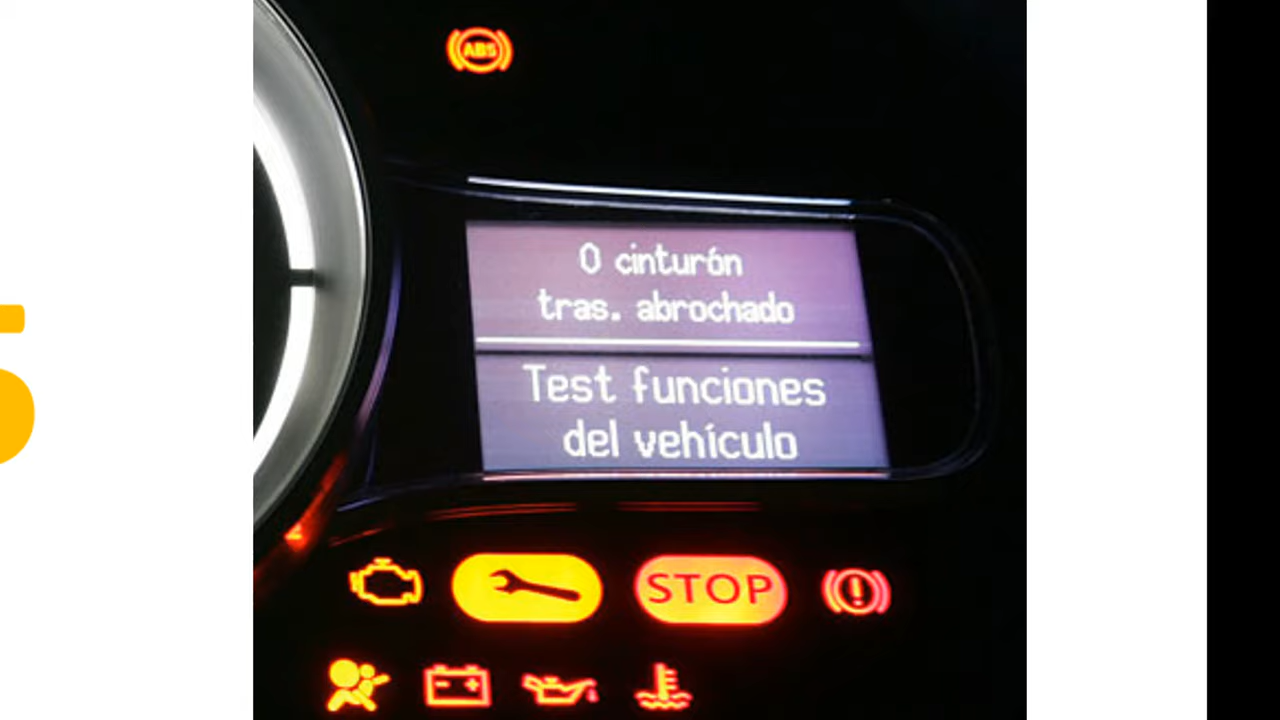 ABS
0 cinturón
tras. abrochado
Test funciones
del vehículo
STOP